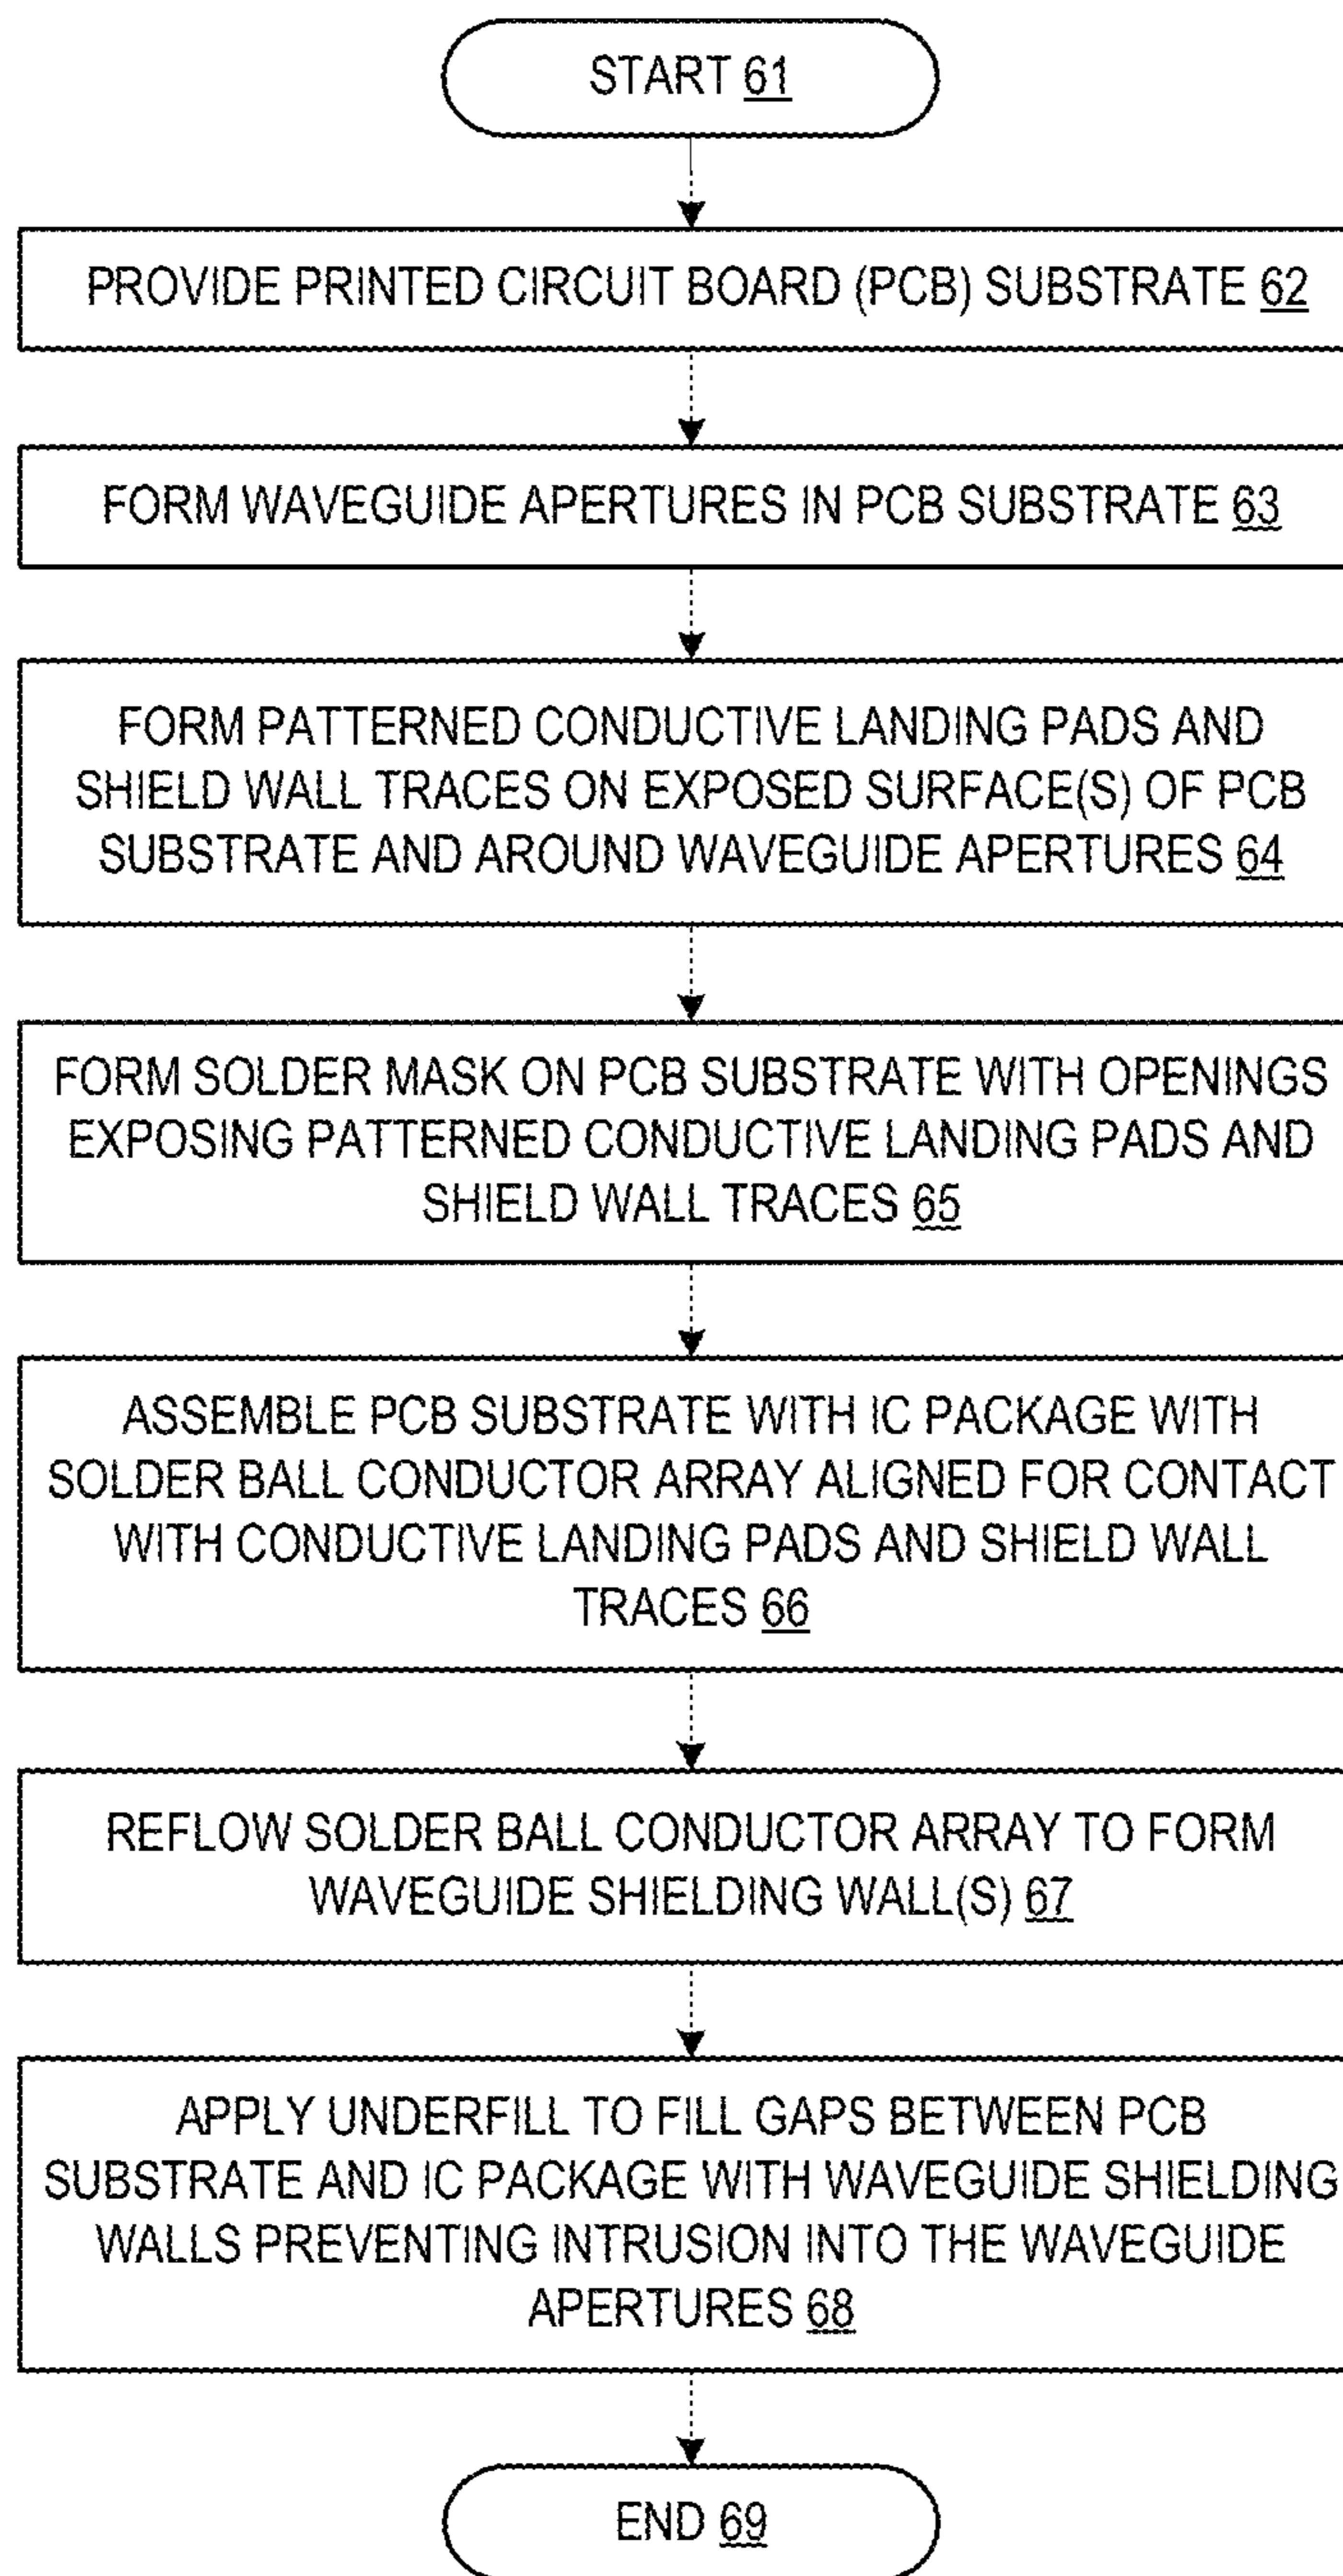 START 61
PROVIDE PRINTED CIRCUIT BOARD (PCB) SUBSTRATE 62
FORM WAVEGUIDE APERTURES IN PCB SUBSTRATE 63
FORM PATTERNED CONDUCTIVE LANDING PADS AND
SHIELD WALL TRACES ON EXPOSED SURFACE(S) OF PCB
SUBSTRATE AND AROUND WAVEGUIDE APERTURES 64
FORM SOLDER MASK ON PCB SUBSTRATE WITH OPENINGS
EXPOSING PATTERNED CONDUCTIVE LANDING PADS AND
SHIELD WALL TRACES 65
ASSEMBLE PCB SUBSTRATE WITH IC PACKAGE WITH
SOLDER BALL CONDUCTOR ARRAY ALIGNED FOR CONTACT
WITH CONDUCTIVE LANDING PADS AND SHIELD WALL
TRACES 66
REFLOW SOLDER BALL CONDUCTOR ARRAY TO FORM
WAVEGUIDE SHIELDING WALL(S) 67
APPLY UNDERFILL TO FILL GAPS BETWEEN PCB
SUBSTRATE AND IC PACKAGE WITH WAVEGUIDE SHIELDING
WALLS PREVENTING INTRUSION INTO THE WAVEGUIDE
APERTURES 68
END 69